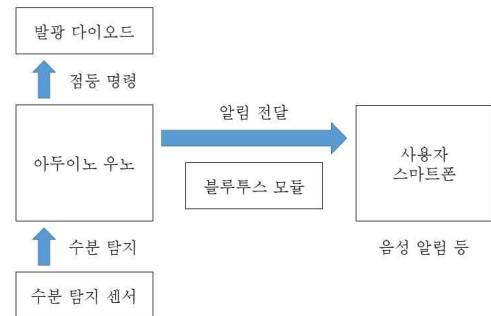 발광 다이오드
점등 명령
알림 전달
아두이노 우노
사용자
스마트폰
블루투스 모듈
수분 탐지
음성 알림 등
수분 탐지 센서